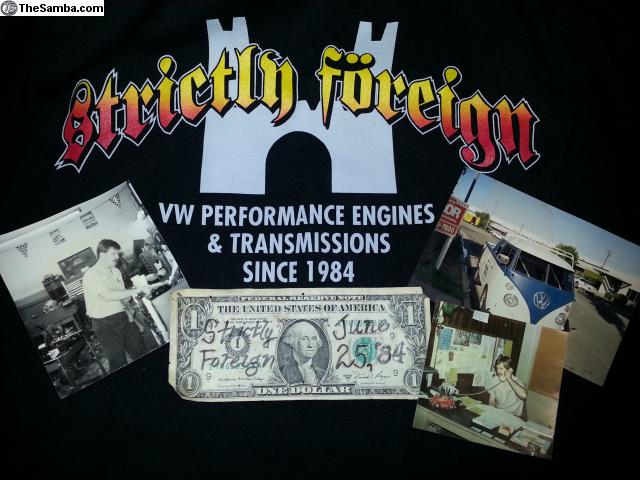 TheSamba.com
Strictly föreign
VW PERFORMANCE ENGINES
& TRANSMISSIONS
SINCE 1984
FEDERAL RESERVE NOTE
THE UNITED STATES OF AMERICA
Strictly June
Foreign 25, 84
ONE DOLLAR
OR